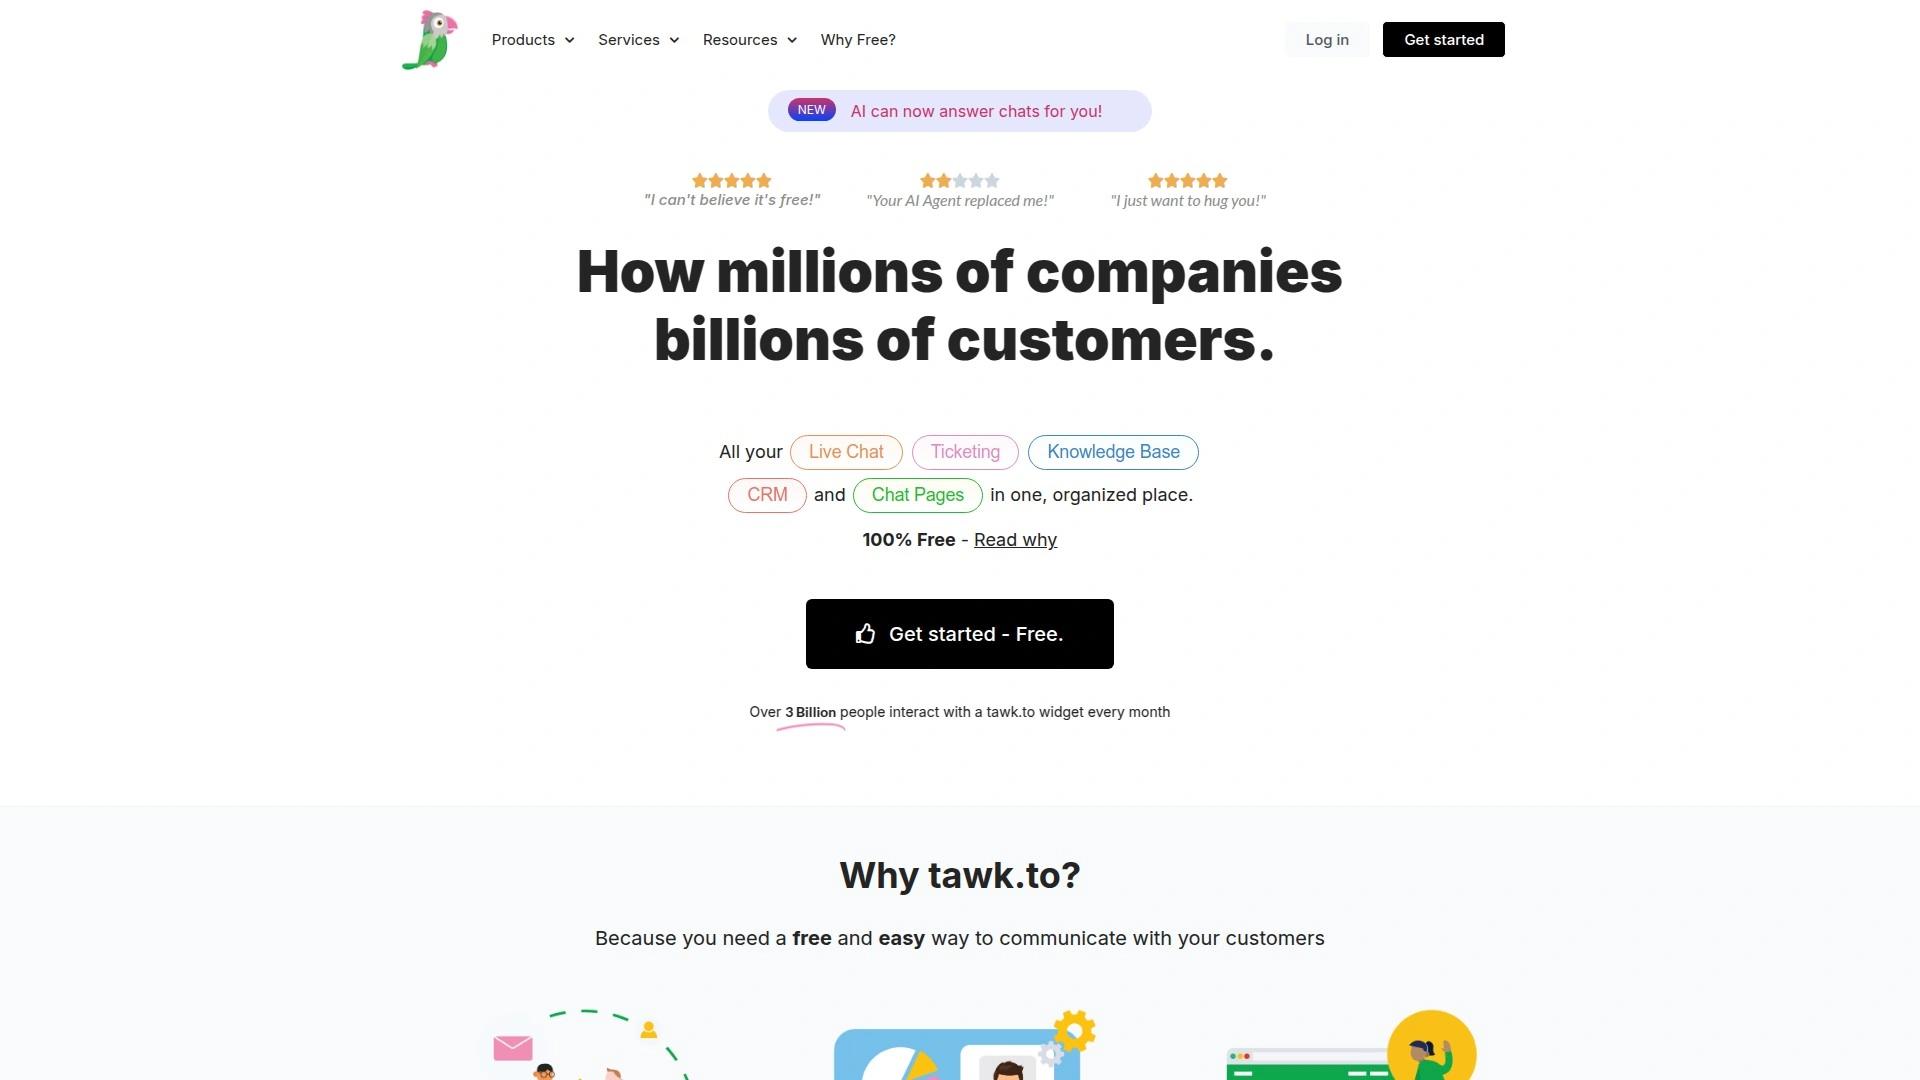 Products Services Resources Why Free? Log in Get started
NEW AI can now answer chats for you!
"I can't believe it's free!" "Your AI Agent replaced me!" "I just want to hug you!"
How millions of companies
billions of customers.
All your Live Chat Ticketing Knowledge Base
CRM and Chat Pages in one, organized place.
100% Free - Read why
Get started - Free.
Over 3 Billion people interact with a tawk.to widget every month
Why tawk.to?
Because you need a free and easy way to communicate with your customers